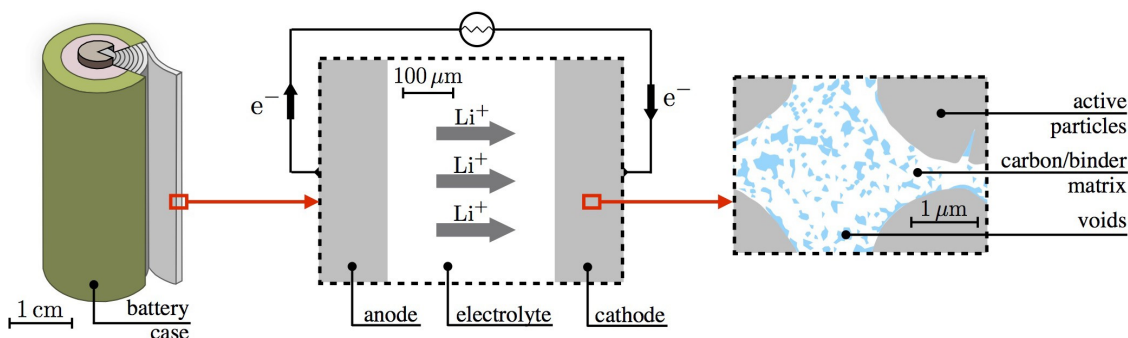 1 cm
battery
case
e⁻
100 μm
Li⁺
Li⁺
Li⁺
e⁻
anode
electrolyte
cathode
active
particles
carbon/binder
matrix
1 μm
voids